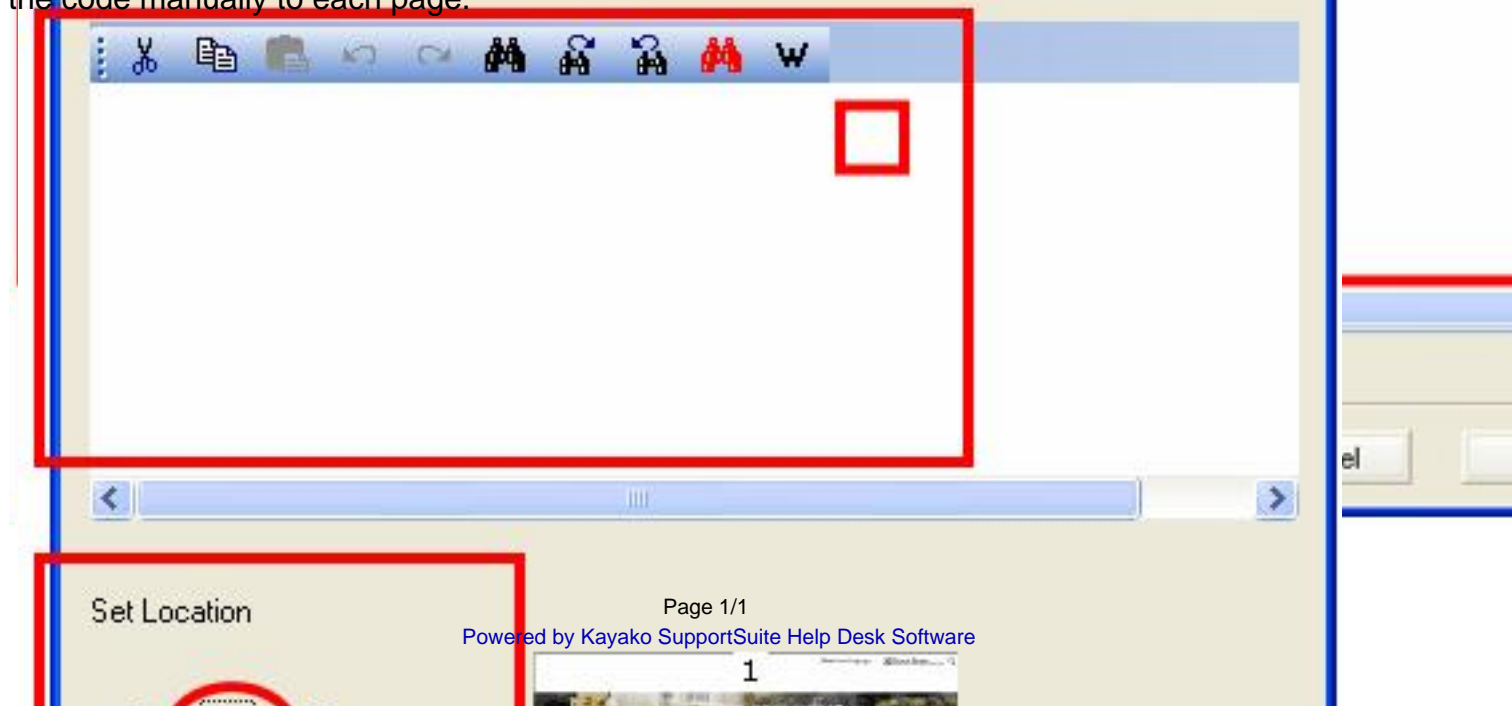 the code manually to each page.
W
el
Set Location
Page 1/1
Powered by Kayako SupportSuite Help Desk Software
1